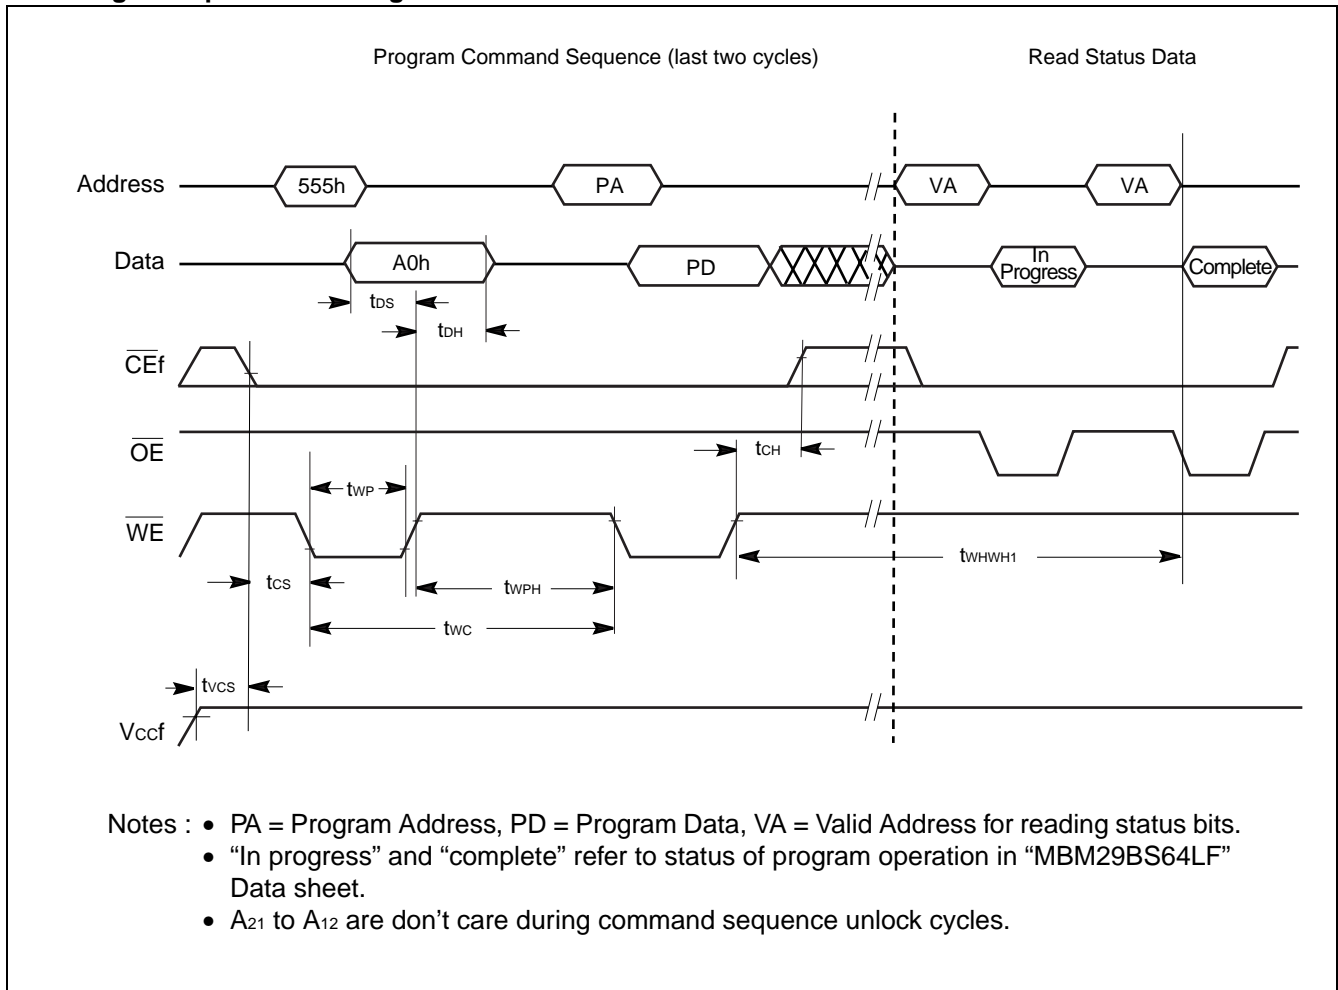 Program Command Sequence (last two cycles)
Read Status Data
Address
555h
PA
VA
VA
Data
A0h
PD
In
Progress
Complete
tDS
tDH
CEf
OE
tCH
tWP
WE
tWHWH1
tCS
tWPH
tWC
tVCS
VCCf
Notes : • PA = Program Address, PD = Program Data, VA = Valid Address for reading status bits.
• “In progress” and “complete” refer to status of program operation in “MBM29BS64LF”
Data sheet.
• A21 to A12 are don’t care during command sequence unlock cycles.